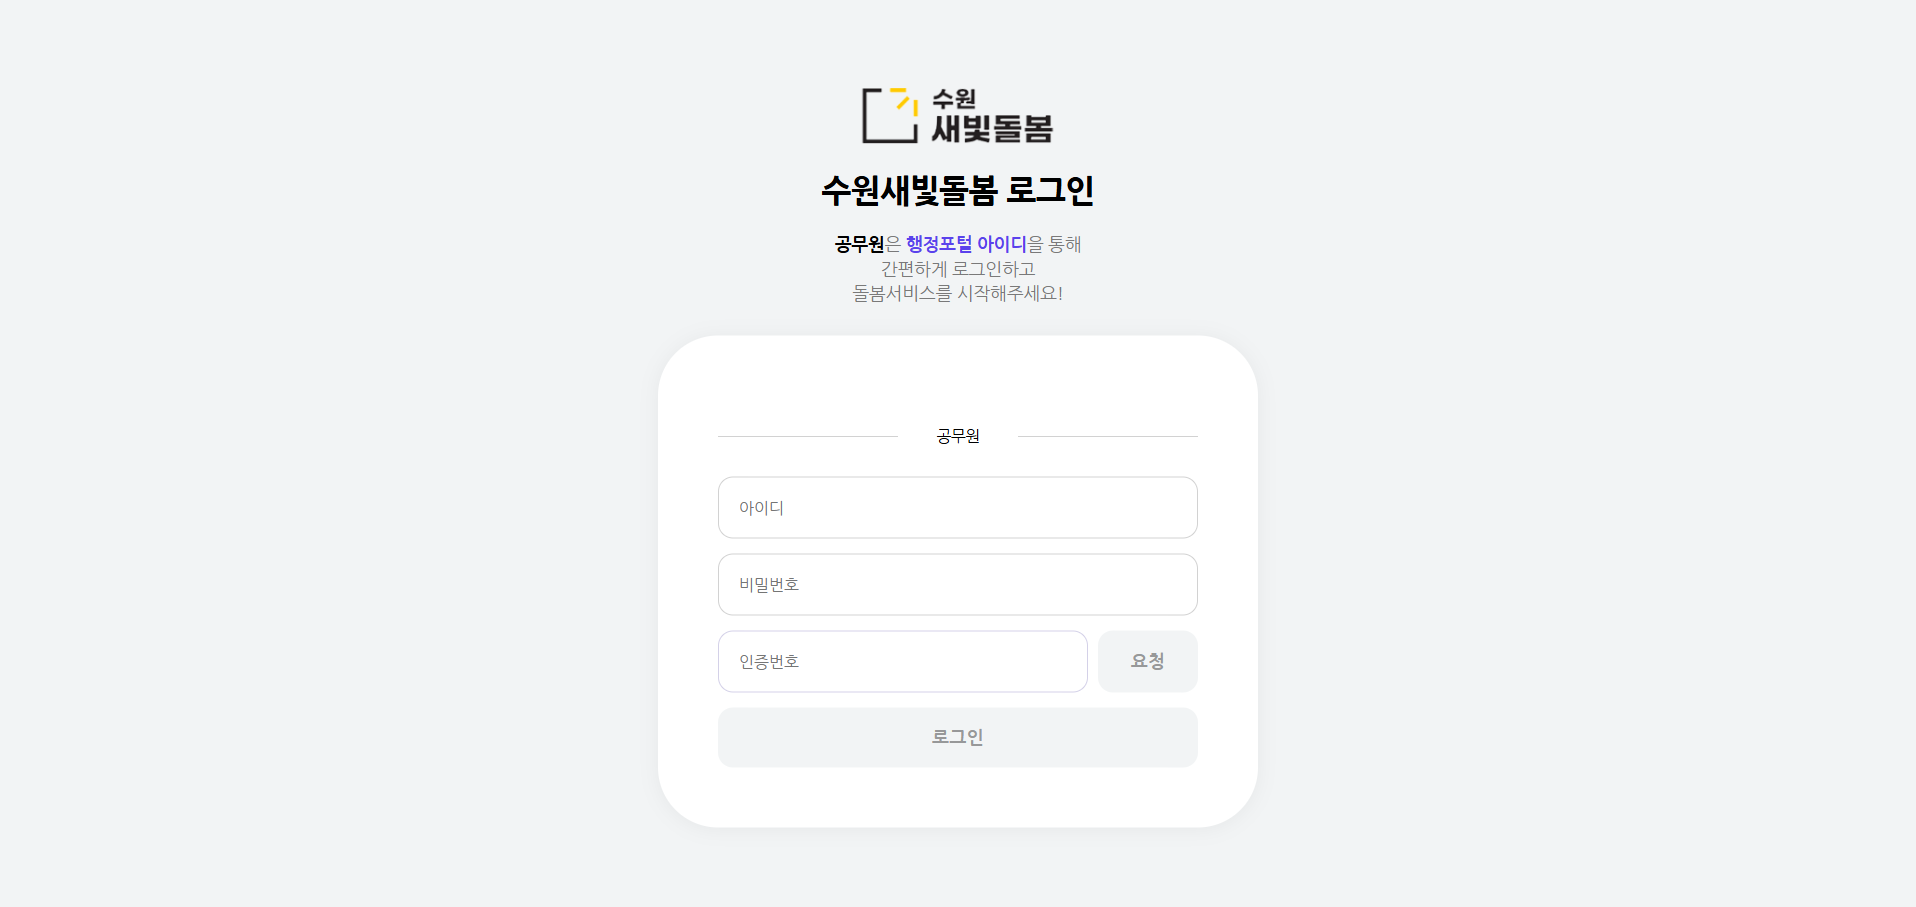 수원
새빛돌봄
수원새빛돌봄 로그인
공무원은 행정포털 아이디을 통해
간편하게 로그인하고
돌봄서비스를 시작해주세요!
공무원
아이디
비밀번호
인증번호 요청
로그인